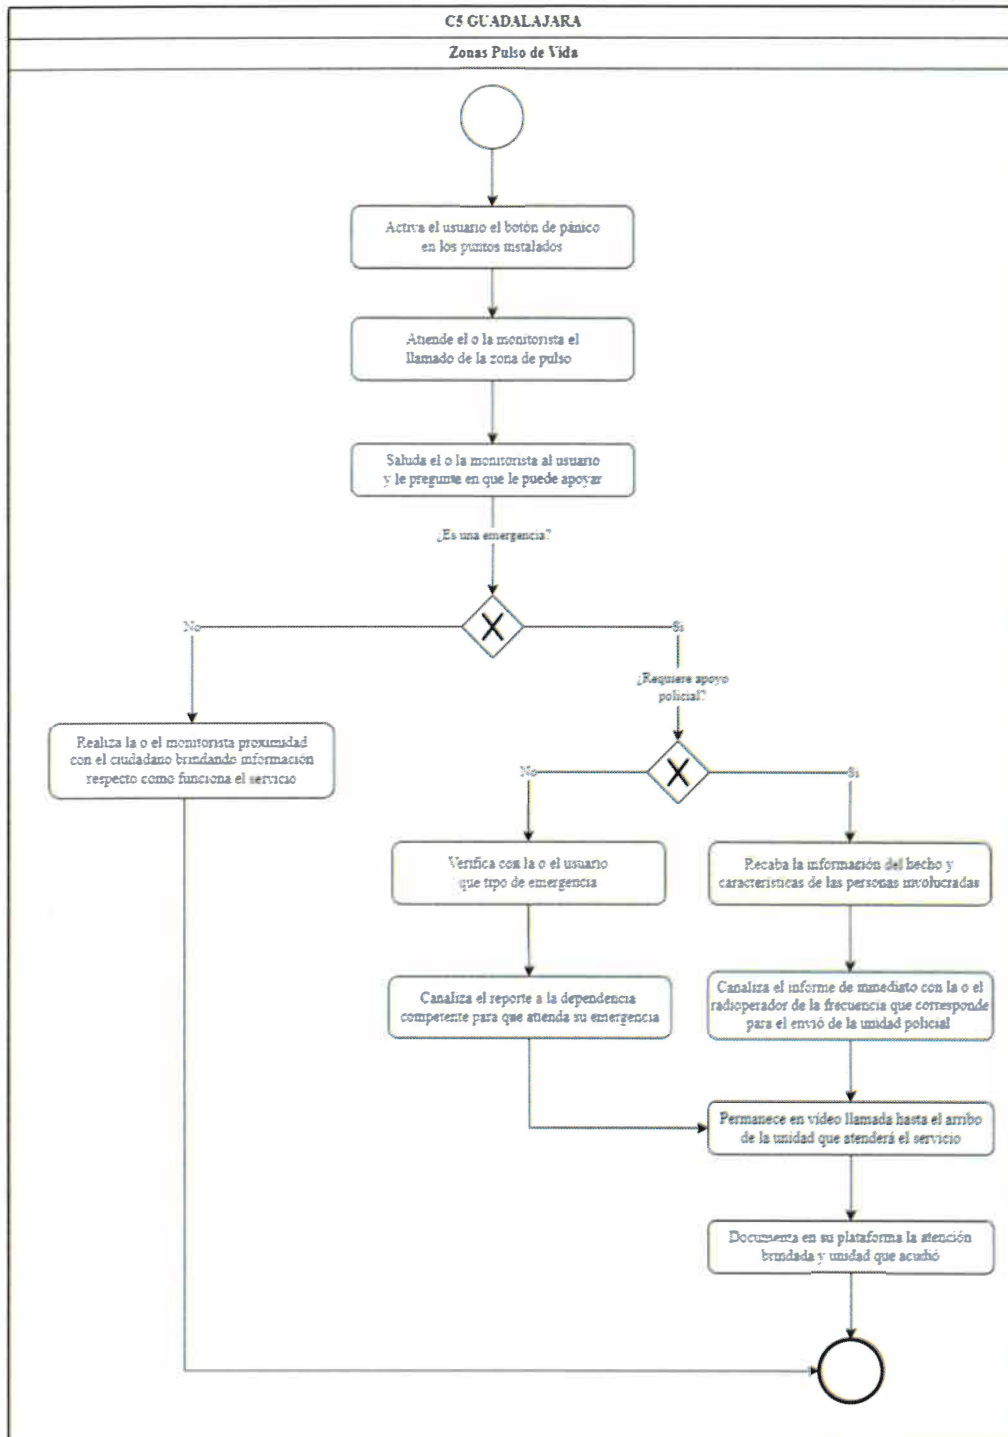 C5 GUADALAJARA
Zonas Pulso de Vida
Activa el usuario el botón de pánico
en los puntos instalados
Atiende el o la monitorista el
llamado de la zona de pulso
Saluda el o la monitorista al usuario
y le pregunte en que le puede apoyar
¿Es una emergencia?
No
Si
¿Requiere apoyo
policial?
Realiza la o el monitorista proximidad
con el ciudadano brindando información
respecto como funciona el servicio
No
Si
Verifica con la o el usuario
que tipo de emergencia
Recaba la información del hecho y
características de las personas involucradas
Canaliza el reporte a la dependencia
competente para que atienda su emergencia
Canaliza el informe de inmediato con la o el
radioperador de la frecuencia que corresponde
para el envió de la unidad policial
Permanece en vídeo llamada hasta el arribo
de la unidad que atenderá el servicio
Documenta en su plataforma la atención
brindada y unidad que acudió